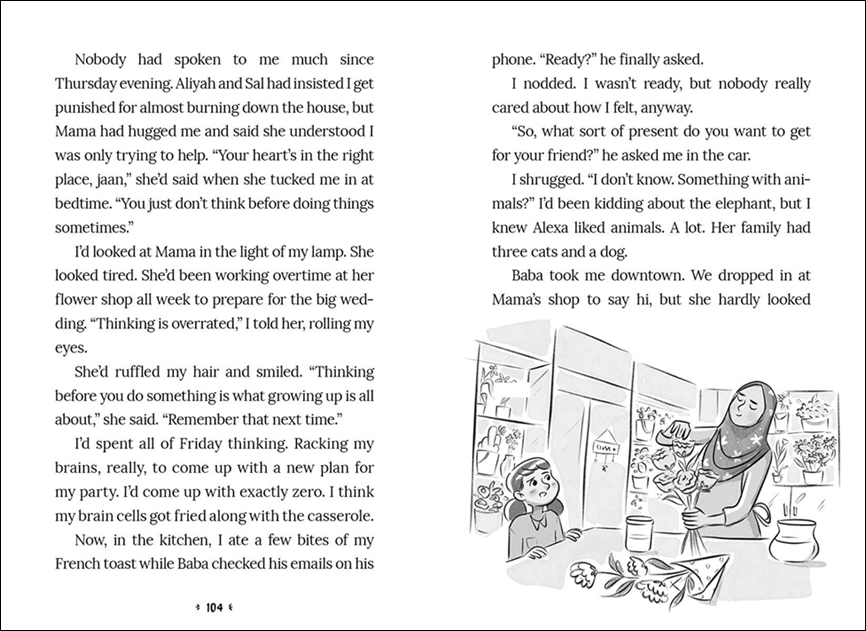 Nobody had spoken to me much since
Thursday evening. Aliyah and Sal had insisted I get
punished for almost burning down the house, but
Mama had hugged me and said she understood I
was only trying to help. “Your heart’s in the right
place, jaan,” she’d said when she tucked me in at
bedtime. “You just don’t think before doing things
sometimes.”
I’d looked at Mama in the light of my lamp. She
looked tired. She’d been working overtime at her
flower shop all week to prepare for the big wed-
ding. “Thinking is overrated,” I told her, rolling my
eyes.
She’d ruffled my hair and smiled. “Thinking
before you do something is what growing up is all
about,” she said. “Remember that next time.”
I’d spent all of Friday thinking. Racking my
brains, really, to come up with a new plan for
my party. I’d come up with exactly zero. I think
my brain cells got fried along with the casserole.
Now, in the kitchen, I ate a few bites of my
French toast while Baba checked his emails on his
104
phone. “Ready?” he finally asked.
I nodded. I wasn’t ready, but nobody really
cared about how I felt, anyway.
“So, what sort of present do you want to get
for your friend?” he asked me in the car.
I shrugged. “I don’t know. Something with ani-
mals?” I’d been kidding about the elephant, but I
knew Alexa liked animals. A lot. Her family had
three cats and a dog.
Baba took me downtown. We dropped in at
Mama’s shop to say hi, but she hardly looked